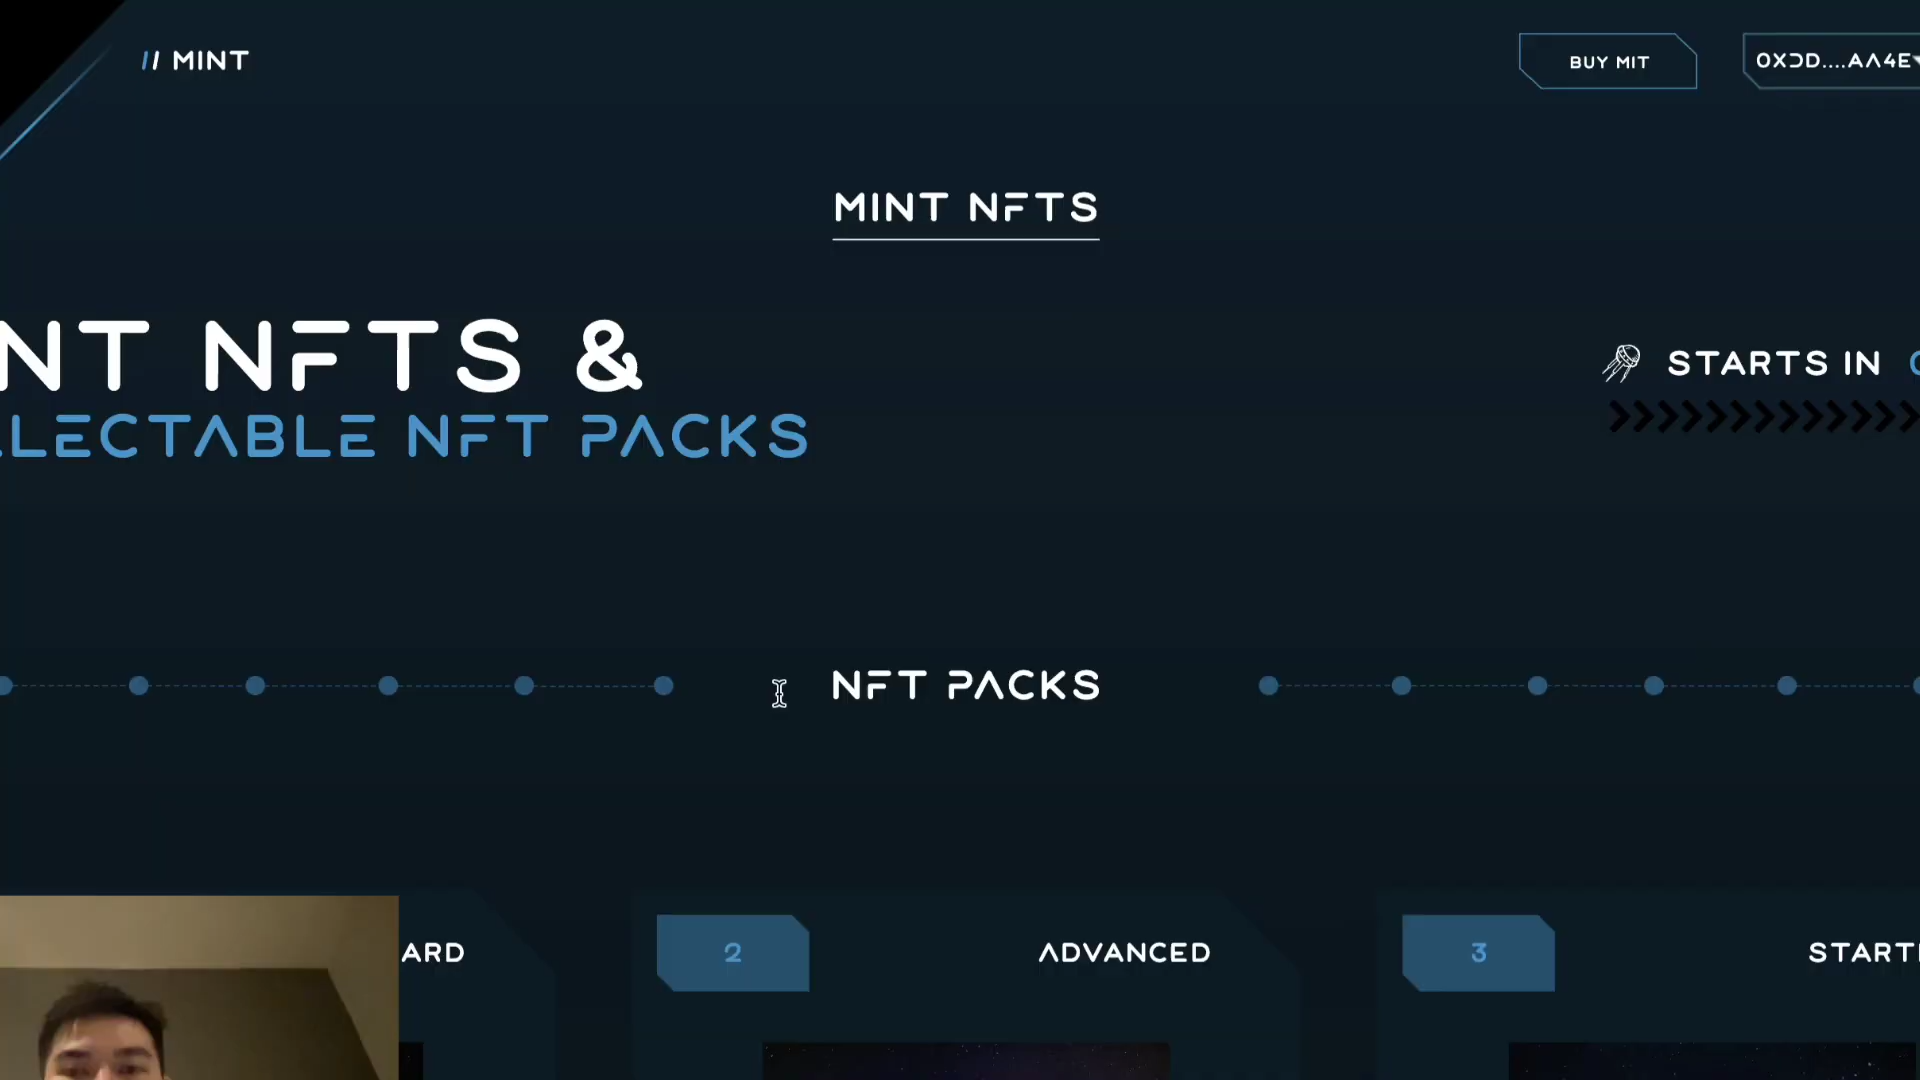 // MINT
BUY MIT
0XDD....AA4E
MINT NFTS
NT NFTS &
LECTABLE NFT PACKS
STARTS IN
NFT PACKS
ARD
2
ADVANCED
3
START